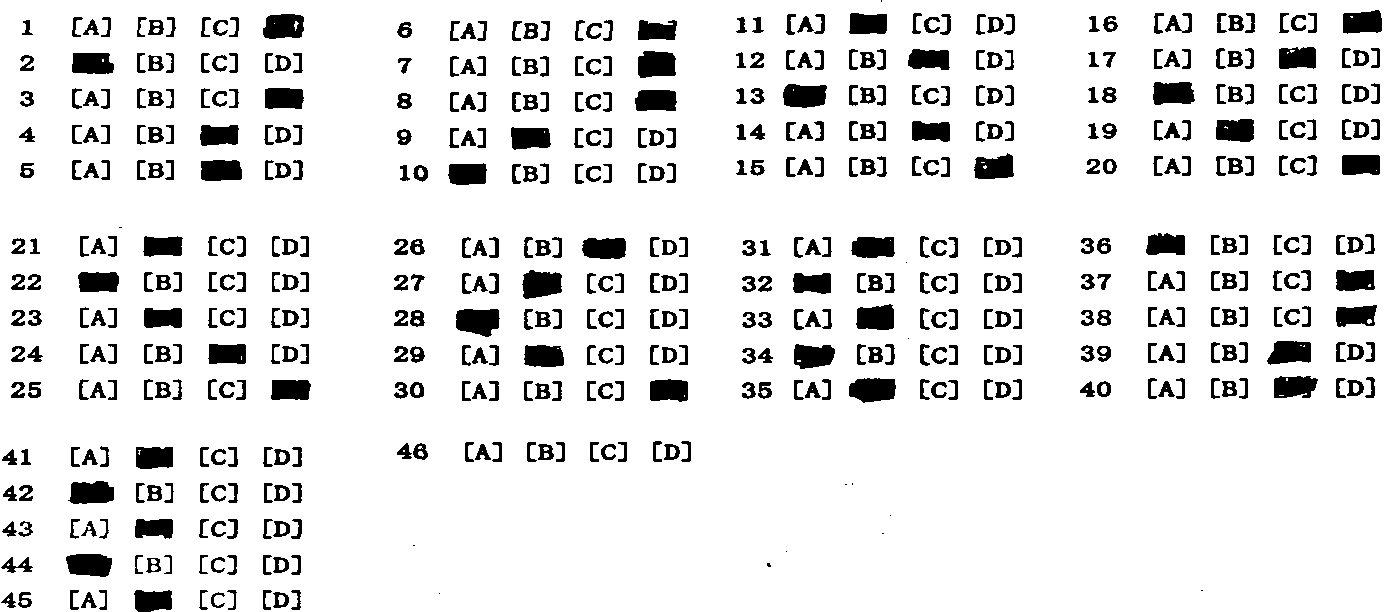 1 [A] [B] [C]
2 [B] [C] [D]
3 [A] [B] [C]
4 [A] [B] [D]
5 [A] [B] [D]
6 [A] [B] [C]
7 [A] [B] [C]
8 [A] [B] [C]
9 [A] [C] [D]
10 [B] [C] [D]
11 [A] [C] [D]
12 [A] [B] [D]
13 [B] [C] [D]
14 [A] [B] [D]
15 [A] [B] [C]
16 [A] [B] [C]
17 [A] [B] [D]
18 [B] [C] [D]
19 [A] [C] [D]
20 [A] [B] [C]
21 [A] [C] [D]
22 [B] [C] [D]
23 [A] [C] [D]
24 [A] [B] [D]
25 [A] [B] [C]
26 [A] [B] [D]
27 [A] [C] [D]
28 [B] [C] [D]
29 [A] [C] [D]
30 [A] [B] [C]
31 [A] [C] [D]
32 [B] [C] [D]
33 [A] [C] [D]
34 [B] [C] [D]
35 [A] [C] [D]
36 [B] [C] [D]
37 [A] [B] [C]
38 [A] [B] [C]
39 [A] [B] [D]
40 [A] [B] [D]
41 [A] [C] [D]
42 [B] [C] [D]
43 [A] [C] [D]
44 [B] [C] [D]
45 [A] [C] [D]
46 [A] [B] [C] [D]